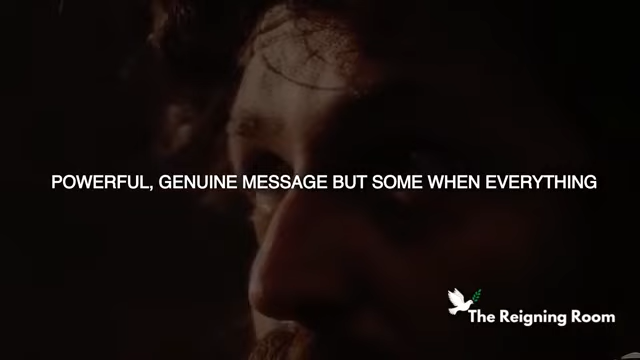 POWERFUL, GENUINE MESSAGE BUT SOME WHEN EVERYTHING
The Reigning Room